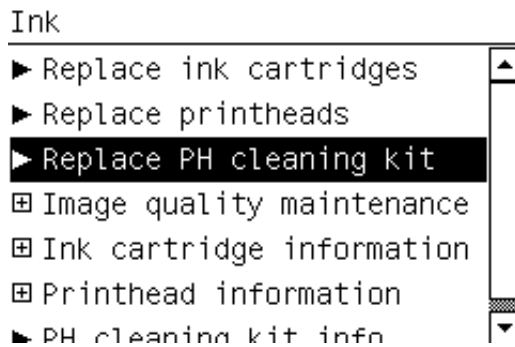 Ink
Replace ink cartridges
Replace printheads
Replace PH cleaning kit
Image quality maintenance
Ink cartridge information
Printhead information
PH cleaning kit info